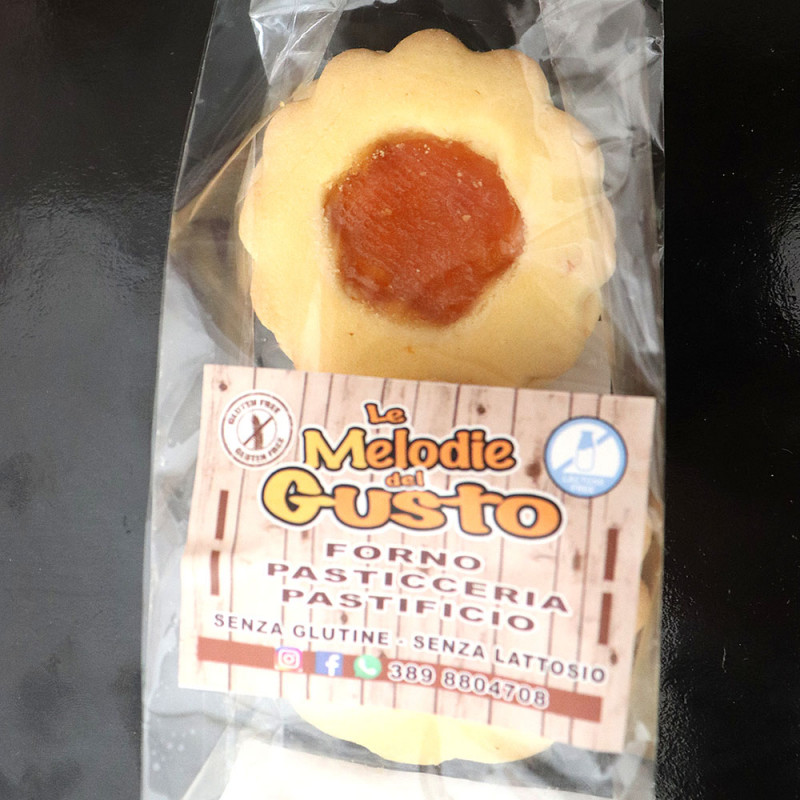 GLUTEN FREE
GLUTEN FREE
Le
Melodie
del
Gusto
LACTOSE
FREE
FORNO
PASTICCERIA
PASTIFICIO
SENZA GLUTINE - SENZA LATTOSIO
389 8804708